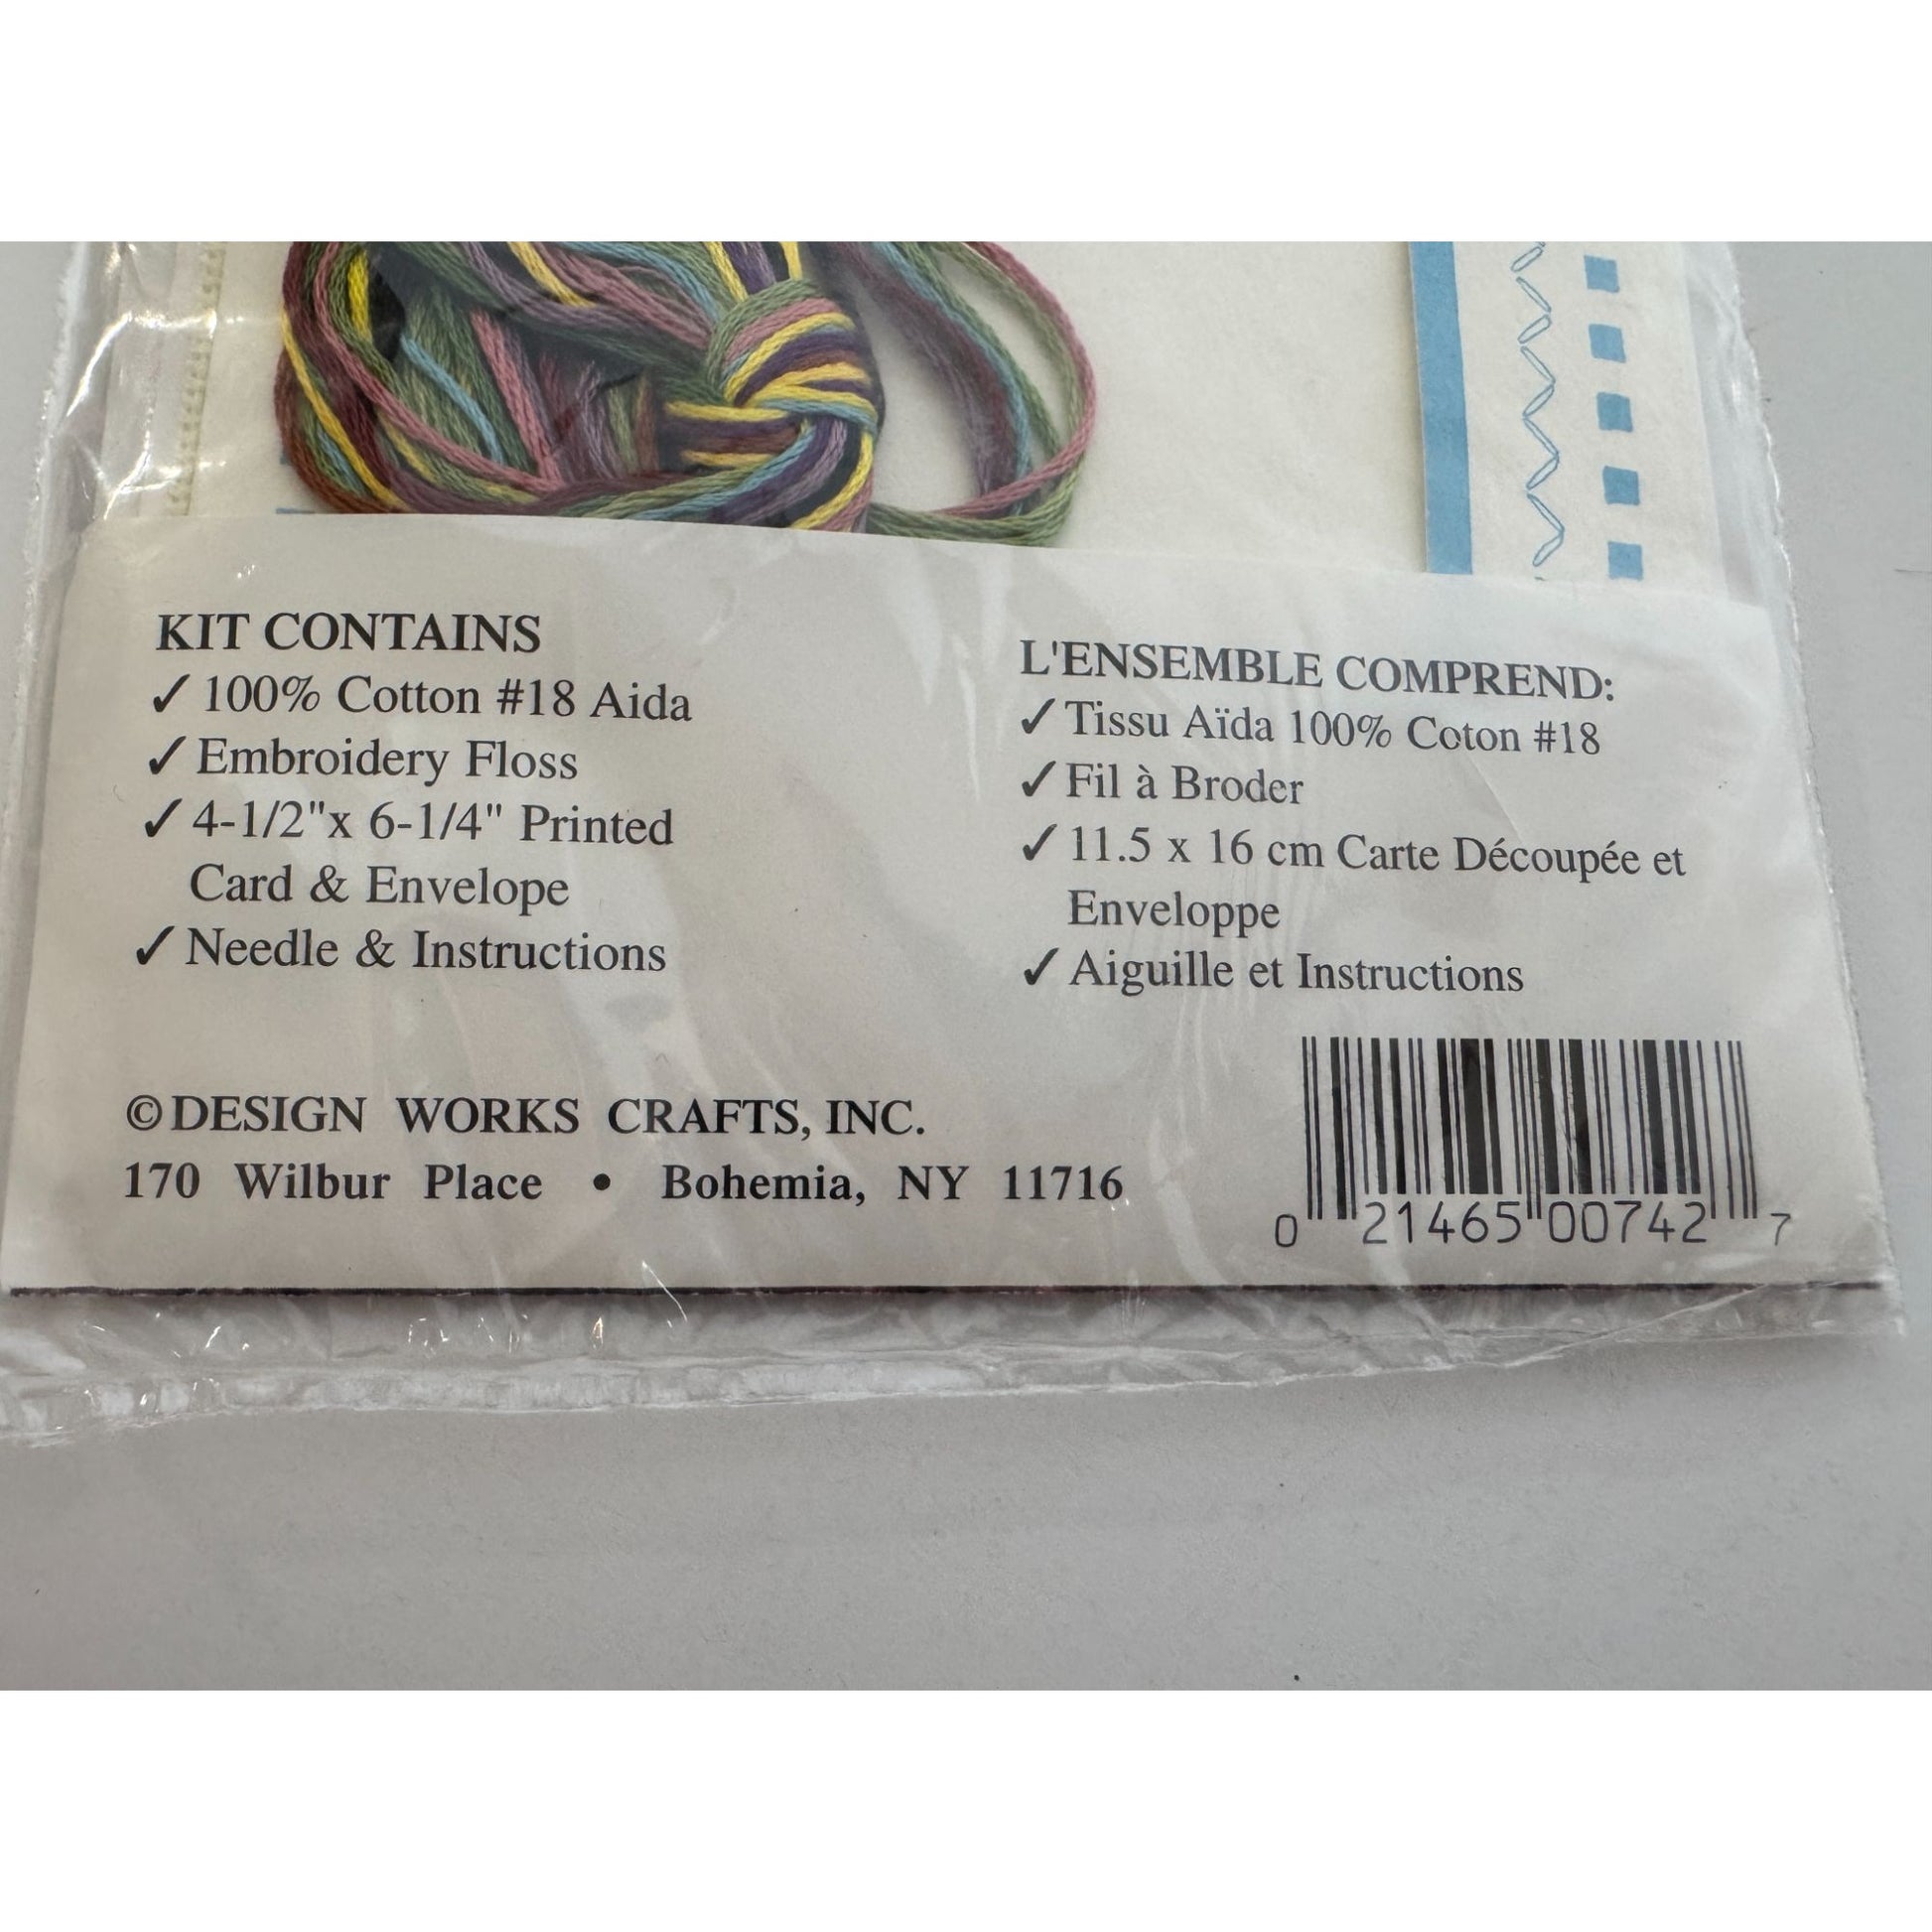 KIT CONTAINS
✓ 100% Cotton #18 Aida
✓ Embroidery Floss
✓ 4-1/2"x 6-1/4" Printed
Card & Envelope
✓ Needle & Instructions
L'ENSEMBLE COMPREND:
✓ Tissu Aïda 100% Coton #18
✓ Fil à Broder
✓ 11.5 x 16 cm Carte Découpée et
Enveloppe
✓ Aiguille et Instructions
©DESIGN WORKS CRAFTS, INC.
170 Wilbur Place • Bohemia, NY 11716
0 21465 00742 7